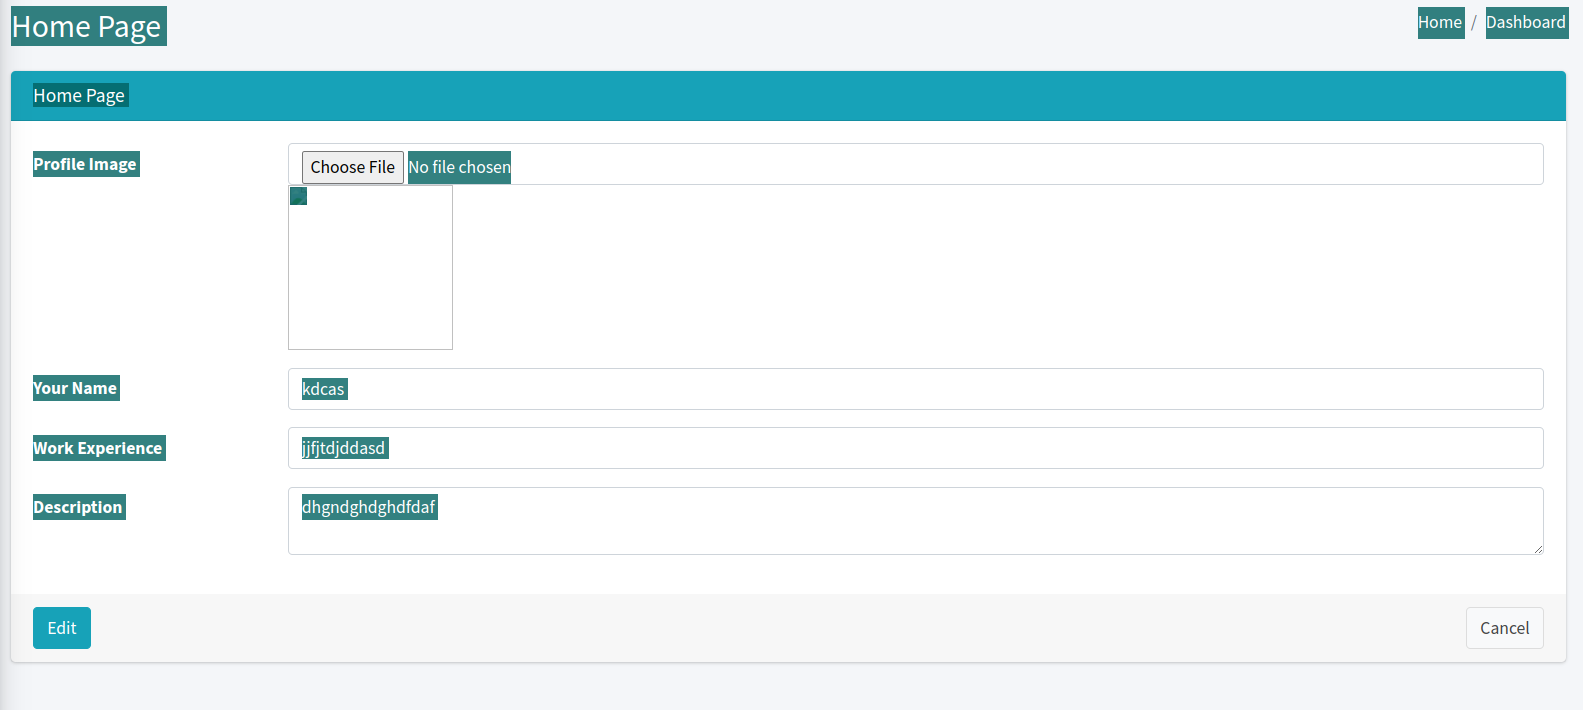 Home Page
Home / Dashboard
Home Page
Profile Image
Choose File No file chosen
Your Name
kdcas
Work Experience
jjfjtdjddasd
Description
dhgndghdghdfdaf
Edit
Cancel